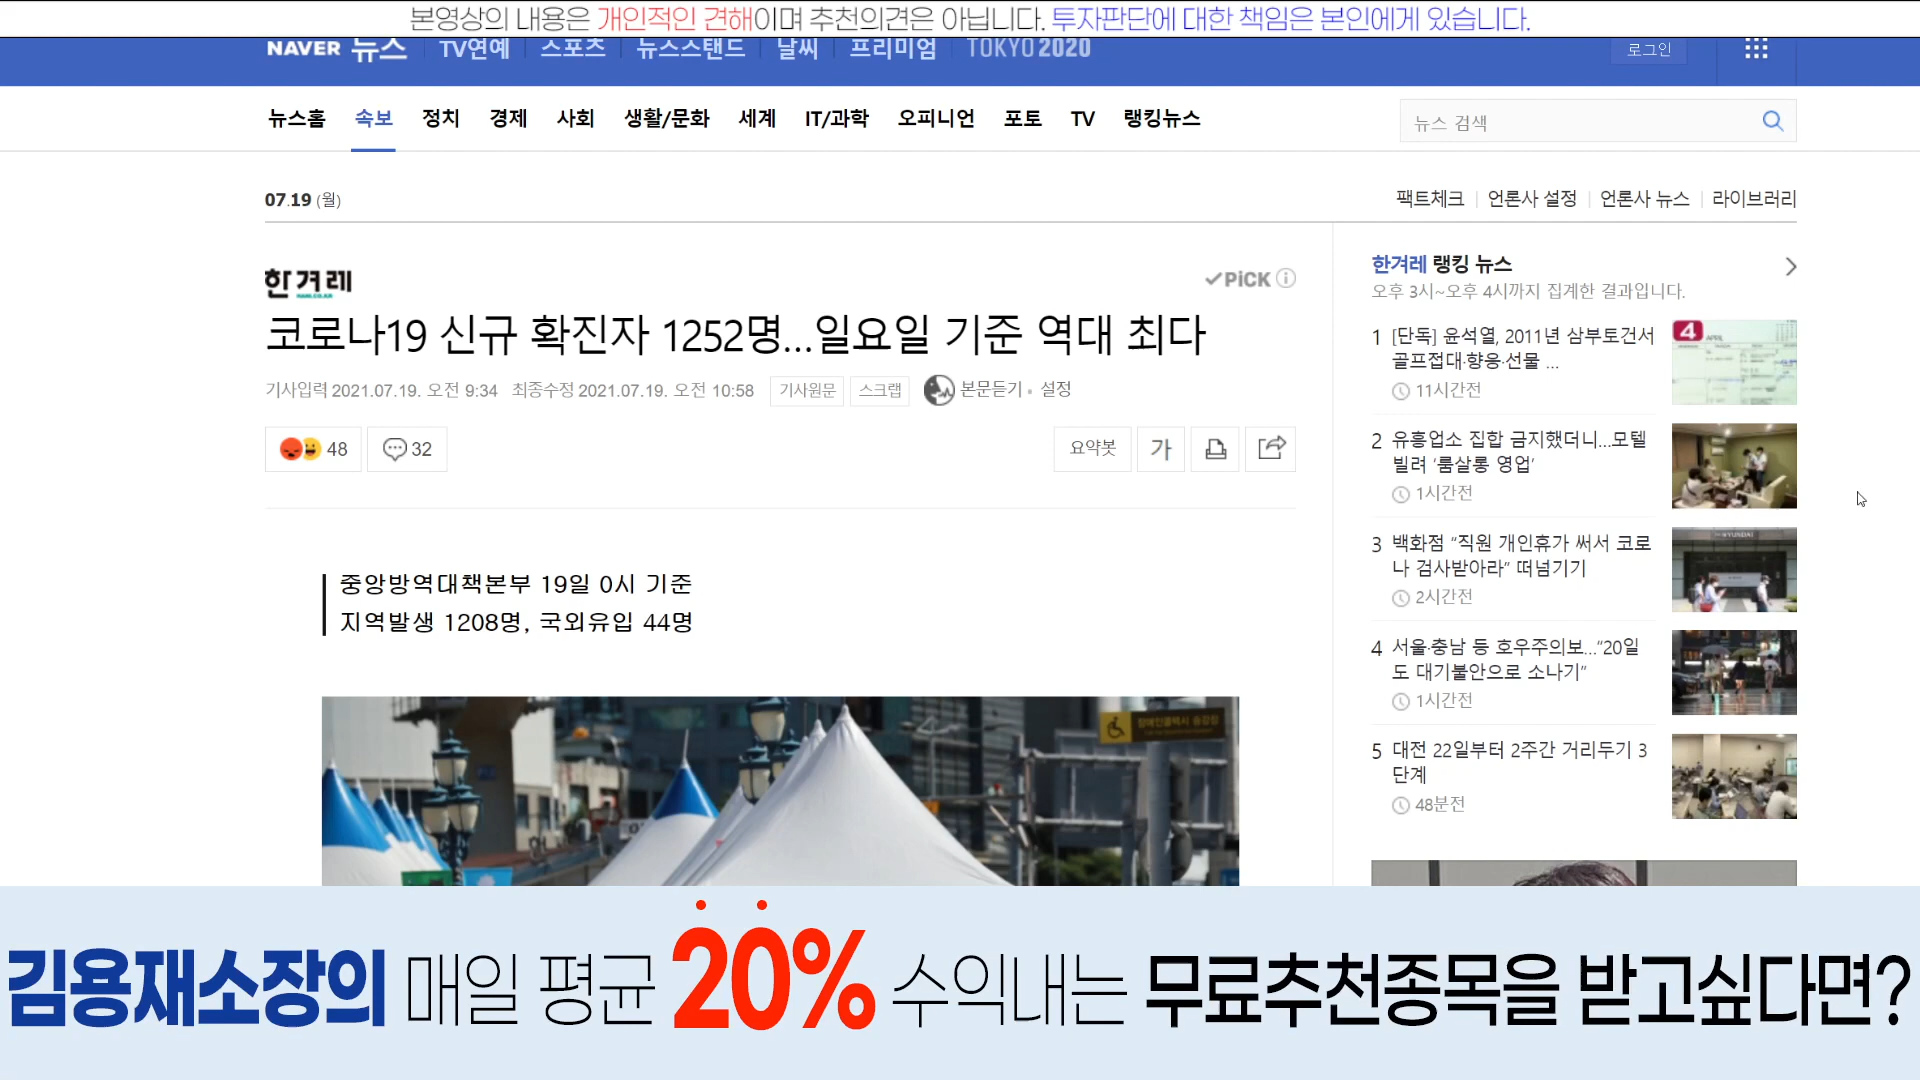 본영상의 내용은 개인적인 견해이며 추천의견은 아닙니다. 투자판단에 대한 책임은 본인에게 있습니다.
NAVER 뉴스 TV연예 스포츠 뉴스스탠드 날씨 프리미엄 TOKYO 2020 로그인
뉴스홈 속보 정치 경제 사회 생활/문화 세계 IT/과학 오피니언 포토 TV 랭킹뉴스 뉴스 검색
07.19 (월) 팩트체크 언론사 설정 언론사 뉴스 라이브러리
한겨레
✓PiCK
코로나19 신규 확진자 1252명...일요일 기준 역대 최다
기사입력 2021.07.19. 오전 9:34 최종수정 2021.07.19. 오전 10:58 기사원문 스크랩 본문듣기 · 설정
48 32 요약봇 가
중앙방역대책본부 19일 0시 기준
지역발생 1208명, 국외유입 44명
한겨레 랭킹 뉴스
오후 3시~오후 4시까지 집계한 결과입니다.
1 [단독] 윤석열, 2011년 삼부토건서
골프접대·향응·선물 ...
11시간전
4 APRIL
2 유흥업소 집합 금지했더니...모텔
빌려 ‘룸살롱 영업’
1시간전
3 백화점 “직원 개인휴가 써서 코로
나 검사받아라” 떠넘기기
2시간전
HYUNDAI
4 서울·충남 등 호우주의보...“20일
도 대기불안으로 소나기”
1시간전
5 대전 22일부터 2주간 거리두기 3
단계
48분전
김용재소장의 매일 평균 20% 수익내는 무료추천종목을 받고싶다면?